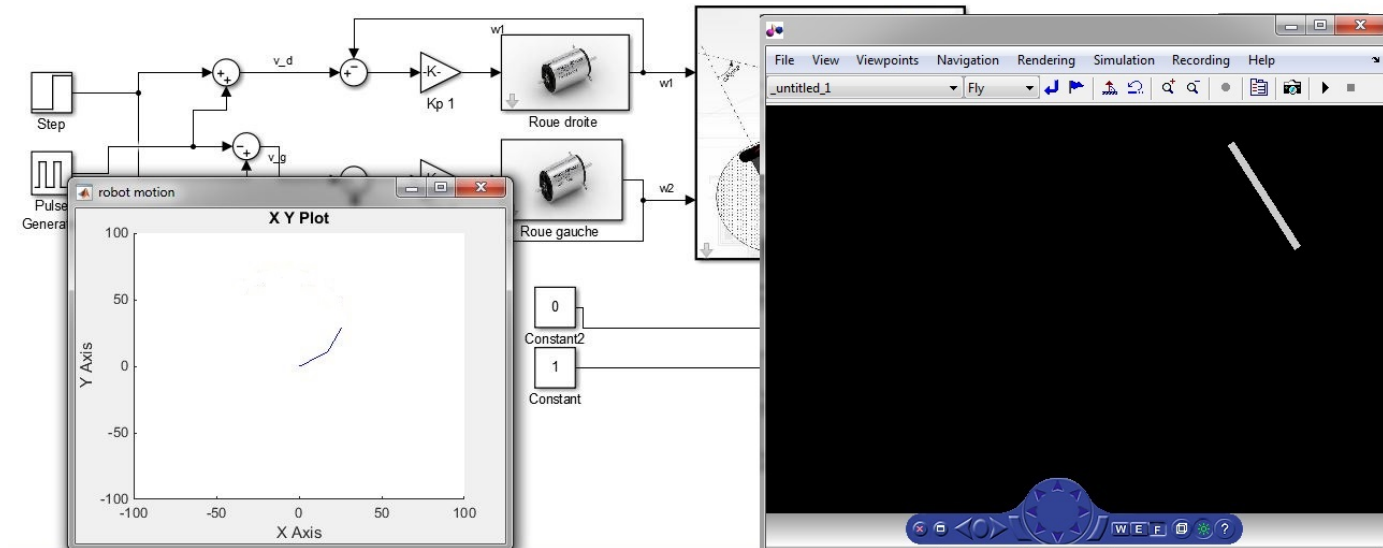 Step
Pulse
Genera
v_d
v_g
+
+
+
−
−
+
-K-
Kp 1
w1
Roue droite
w1
Roue gauche
w2
0
Constant2
1
Constant
robot motion
X Y Plot
100
50
0
-50
-100
-100
-50
0
50
100
X Axis
Y Axis
File View Viewpoints Navigation Rendering Simulation Recording Help
_untitled_1
Fly
W E F ?